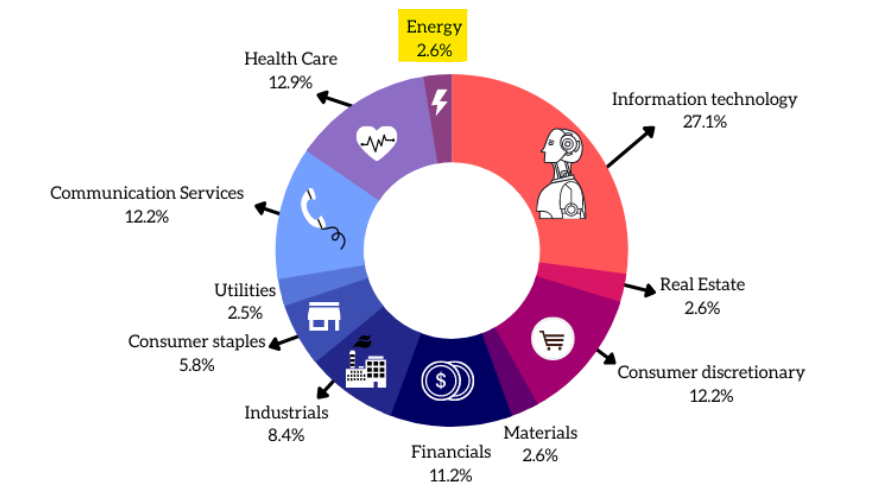 Energy
2.6%
Health Care
12.9%
Information technology
27.1%
Communication Services
12.2%
Utilities
2.5%
Real Estate
2.6%
Consumer staples
5.8%
Consumer discretionary
12.2%
Industrials
8.4%
Financials
11.2%
Materials
2.6%
$